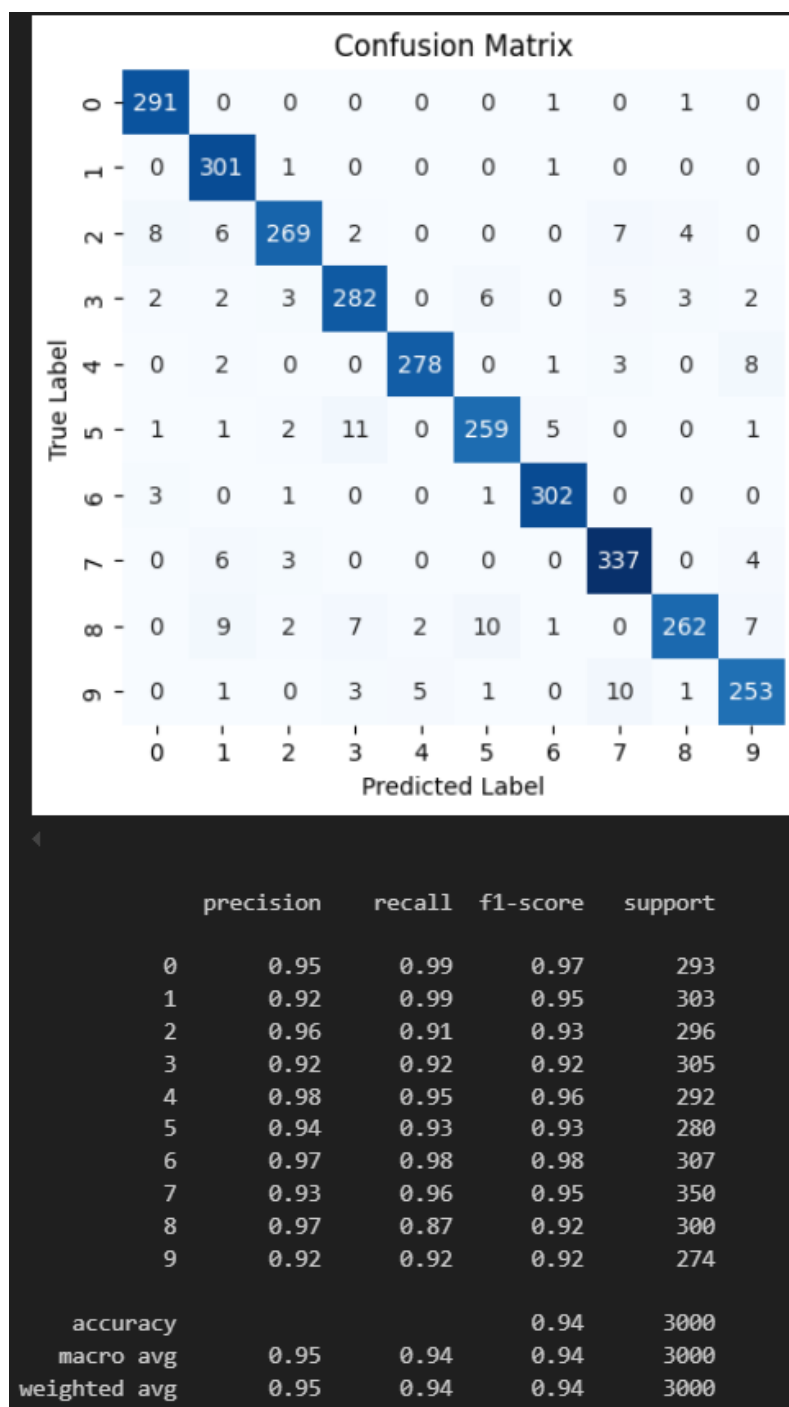 Confusion Matrix
0 291 0 0 0 0 0 1 0 1 0
1 0 301 1 0 0 0 1 0 0 0
2 8 6 269 2 0 0 0 7 4 0
3 2 2 3 282 0 6 0 5 3 2
4 0 2 0 0 278 0 1 3 0 8
5 1 1 2 11 0 259 5 0 0 1
6 3 0 1 0 0 1 302 0 0 0
7 0 6 3 0 0 0 0 337 0 4
8 0 9 2 7 2 10 1 0 262 7
9 0 1 0 3 5 1 0 10 1 253
True Label
0 1 2 3 4 5 6 7 8 9
Predicted Label
precision recall f1-score support
0 0.95 0.99 0.97 293
1 0.92 0.99 0.95 303
2 0.96 0.91 0.93 296
3 0.92 0.92 0.92 305
4 0.98 0.95 0.96 292
5 0.94 0.93 0.93 280
6 0.97 0.98 0.98 307
7 0.93 0.96 0.95 350
8 0.97 0.87 0.92 300
9 0.92 0.92 0.92 274
accuracy 0.94 3000
macro avg 0.95 0.94 0.94 3000
weighted avg 0.95 0.94 0.94 3000